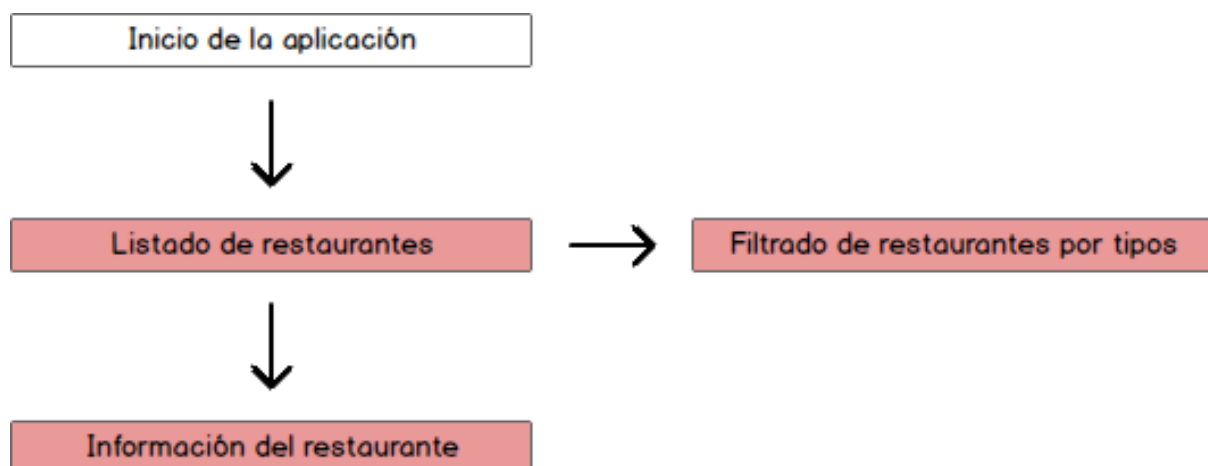 Inicio de la aplicación
Listado de restaurantes
Filtrado de restaurantes por tipos
Información del restaurante